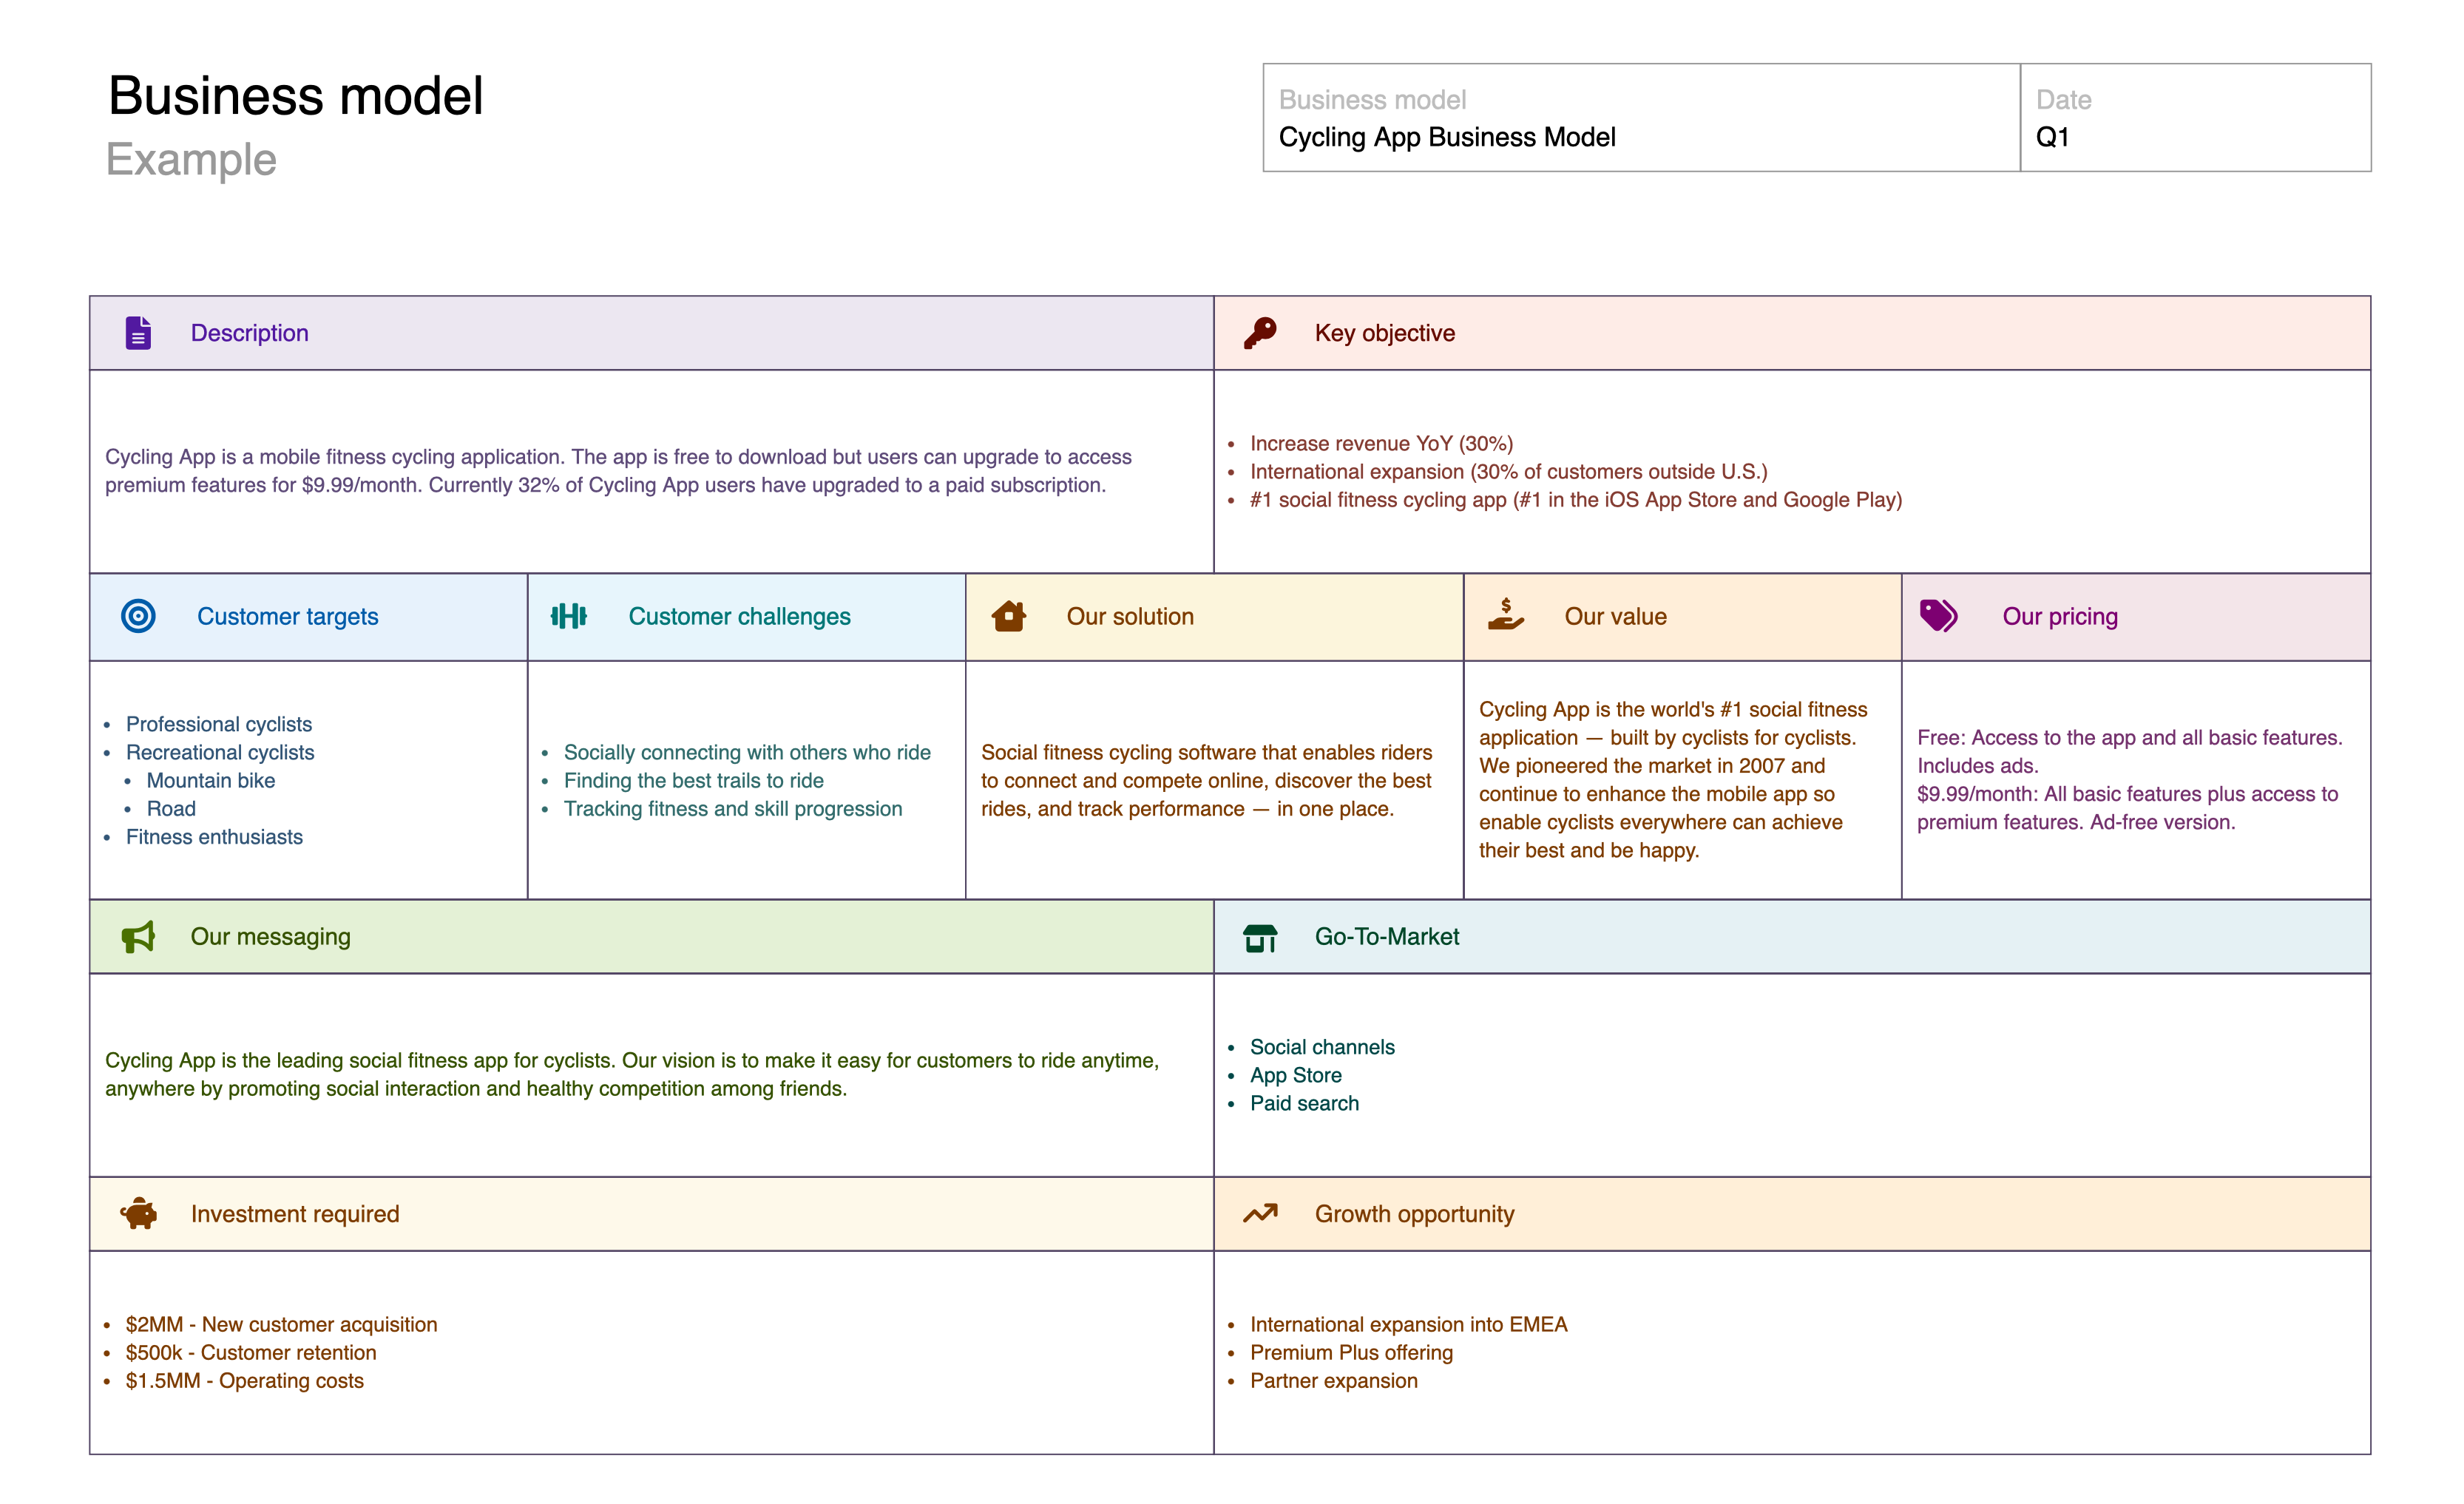 Business model
Example
Business model
Cycling App Business Model
Date
Q1
Description
Cycling App is a mobile fitness cycling application. The app is free to download but users can upgrade to access
premium features for $9.99/month. Currently 32% of Cycling App users have upgraded to a paid subscription.
Key objective
• Increase revenue YoY (30%)
• International expansion (30% of customers outside U.S.)
• #1 social fitness cycling app (#1 in the iOS App Store and Google Play)
Customer targets
• Professional cyclists
• Recreational cyclists
• Mountain bike
• Road
• Fitness enthusiasts
Customer challenges
• Socially connecting with others who ride
• Finding the best trails to ride
• Tracking fitness and skill progression
Our solution
Social fitness cycling software that enables riders
to connect and compete online, discover the best
rides, and track performance — in one place.
$
Our value
Cycling App is the world's #1 social fitness
application — built by cyclists for cyclists.
We pioneered the market in 2007 and
continue to enhance the mobile app so
enable cyclists everywhere can achieve
their best and be happy.
Our pricing
Free: Access to the app and all basic features.
Includes ads.
$9.99/month: All basic features plus access to
premium features. Ad-free version.
Our messaging
Cycling App is the leading social fitness app for cyclists. Our vision is to make it easy for customers to ride anytime,
anywhere by promoting social interaction and healthy competition among friends.
Go-To-Market
• Social channels
• App Store
• Paid search
Investment required
• $2MM - New customer acquisition
• $500k - Customer retention
• $1.5MM - Operating costs
Growth opportunity
• International expansion into EMEA
• Premium Plus offering
• Partner expansion